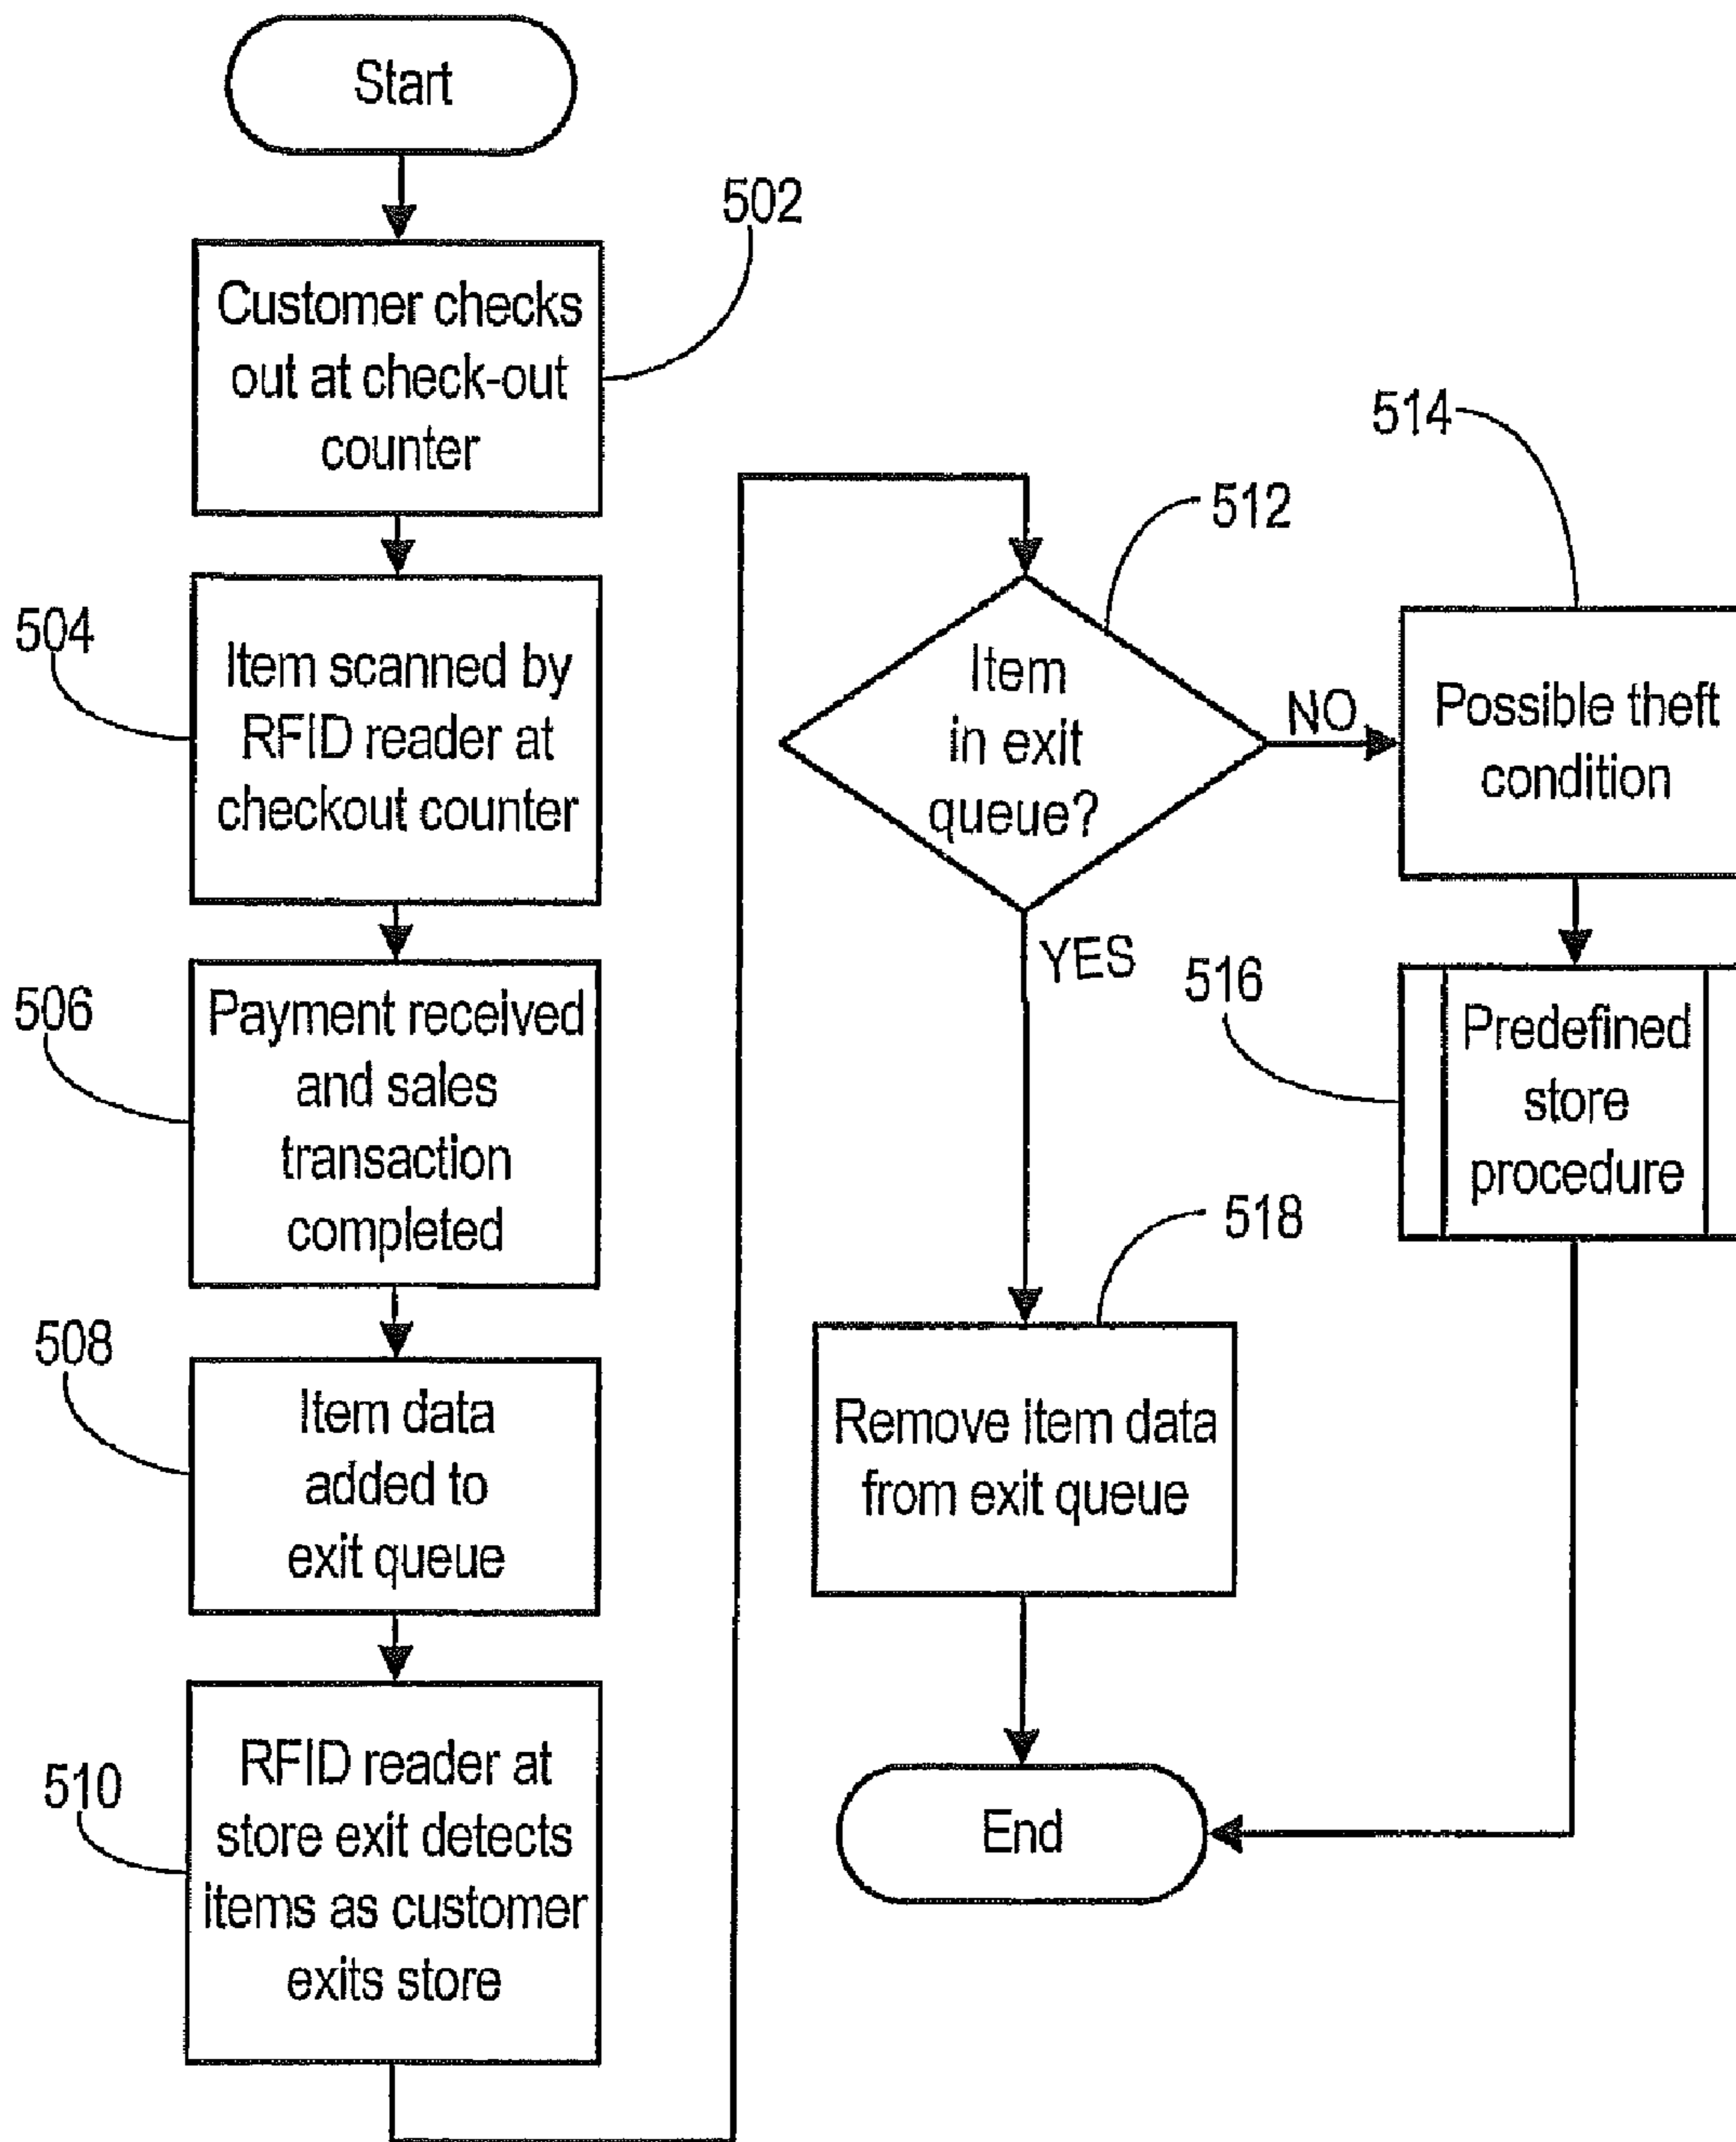 Start
502
Customer checks
out at check-out
counter
504
Item scanned by
RFID reader at
checkout counter
506
Payment received
and sales
transaction
completed
508
Item data
added to
exit queue
510
RFID reader at
store exit detects
items as customer
exits store
512
Item
in exit
queue?
NO
YES
514
Possible theft
condition
516
Predefined
store
procedure
518
Remove item data
from exit queue
End